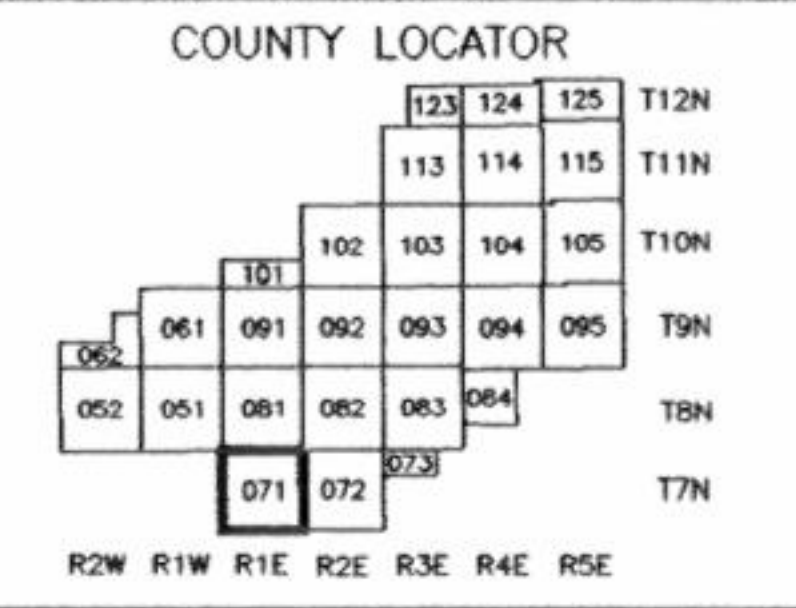 COUNTY LOCATOR
123 124 125 T12N
113 114 115 T11N
102 103 104 105 T10N
101
061 091 092 093 094 095 T9N
062
052 051 081 082 083 084 T8N
073
071 072 T7N
R2W R1W R1E R2E R3E R4E R5E